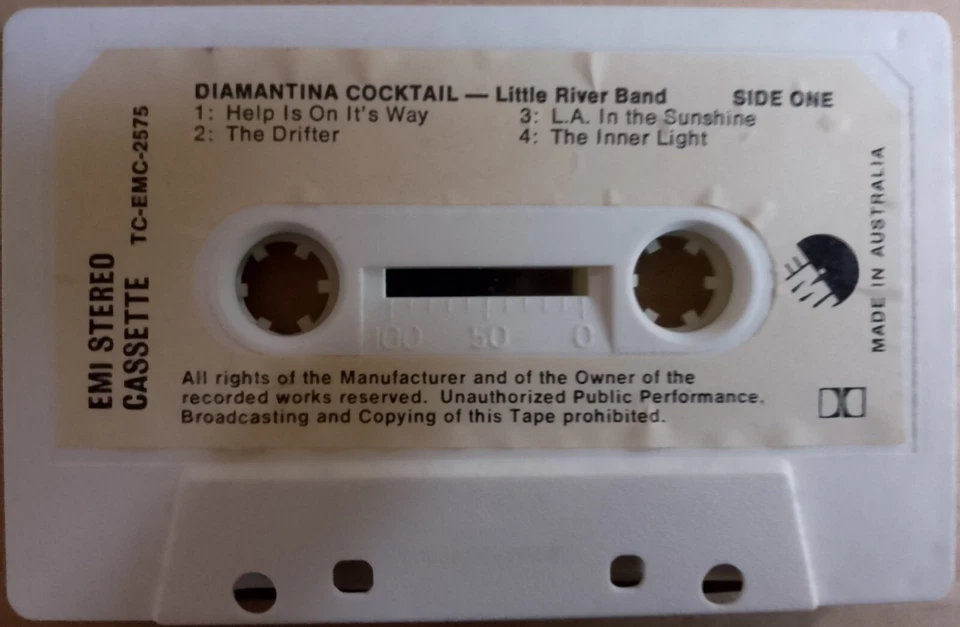 DIAMANTINA COCKTAIL — Little River Band SIDE ONE
1: Help Is On It's Way 3: L.A. In the Sunshine
2: The Drifter 4: The Inner Light
EMI STEREO
CASSETTE TC-EMC-2575
MADE IN AUSTRALIA
100 50 0
All rights of the Manufacturer and of the Owner of the
recorded works reserved. Unauthorized Public Performance.
Broadcasting and Copying of this Tape prohibited.